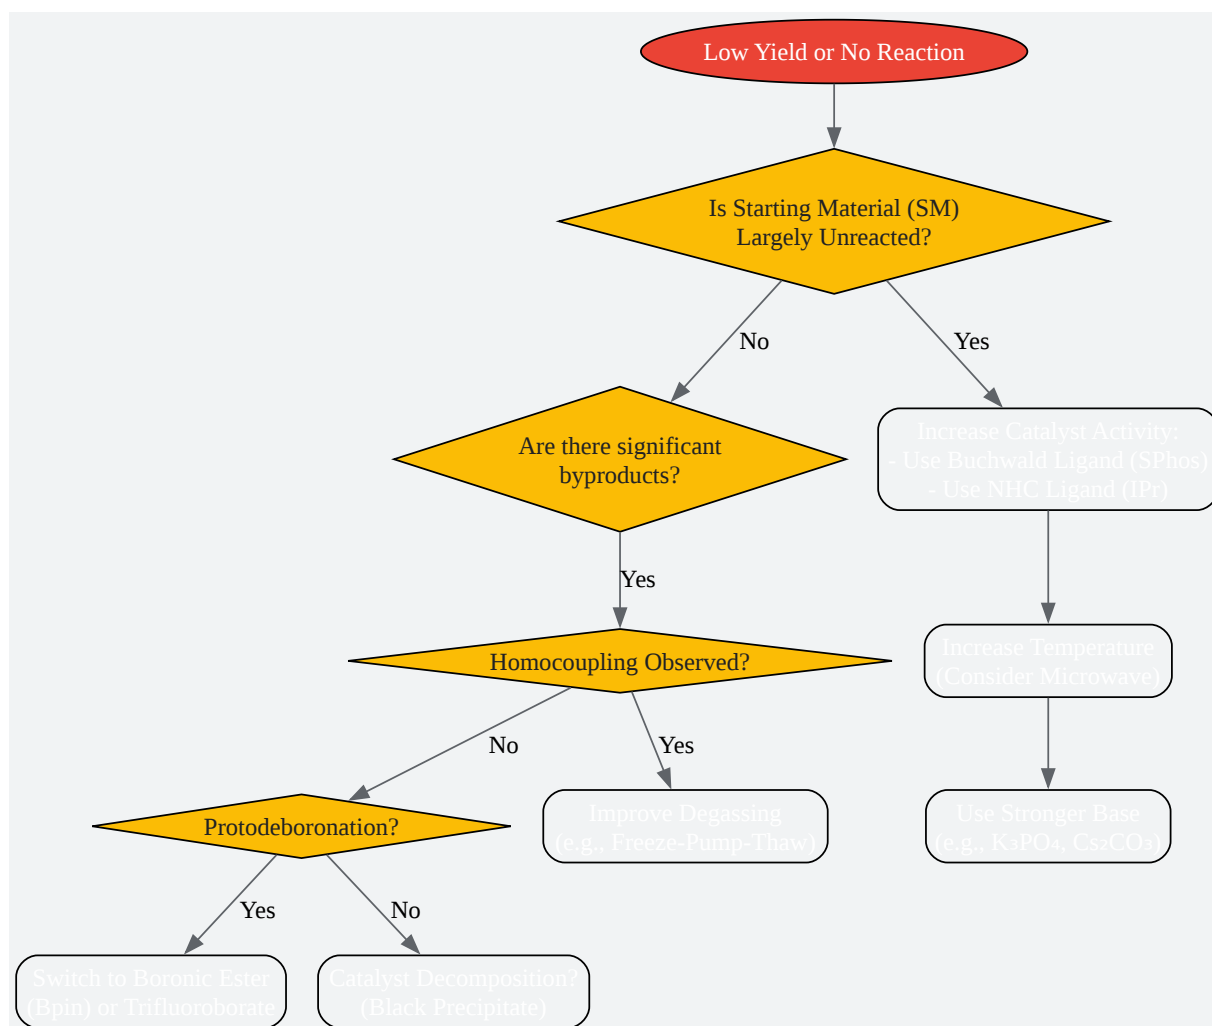 Low Yield or No Reaction
Is Starting Material (SM)
Largely Unreacted?
No
Yes
Are there significant
byproducts?
Increase Catalyst Activity:
- Use Buchwald Ligand (SPhos)
- Use NHC Ligand (IPr)
Yes
Homocoupling Observed?
Increase Temperature
(Consider Microwave)
No
Yes
Protodeboronation?
Improve Degassing
(e.g., Freeze-Pump-Thaw)
Use Stronger Base
(e.g., K₃PO₄, Cs₂CO₃)
Yes
No
Switch to Boronic Ester
(Bpin) or Trifluoroborate
Catalyst Decomposition?
(Black Precipitate)